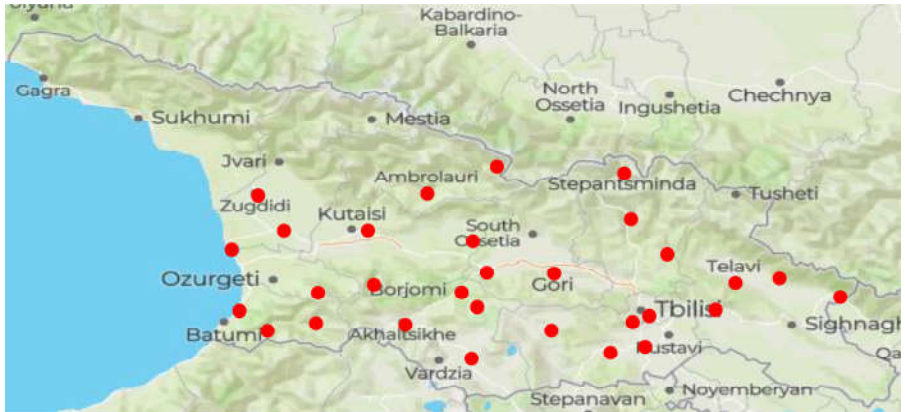 Kabardino-
Balkaria
Gagra
North
Ossetia
Ingushetia
Chechnya
Sukhumi
Mestia
Jvari
Ambrolauri
Stepantsminda
Tusheti
Zugdidi
Kutaisi
South
Ossetia
Ozurgeti
Borjomi
Gori
Telavi
Batumi
Akhaltsikhe
Tbilisi
Sighnagh
Rustavi
Vardzia
Qa
Stepanavan
Noyemberyan